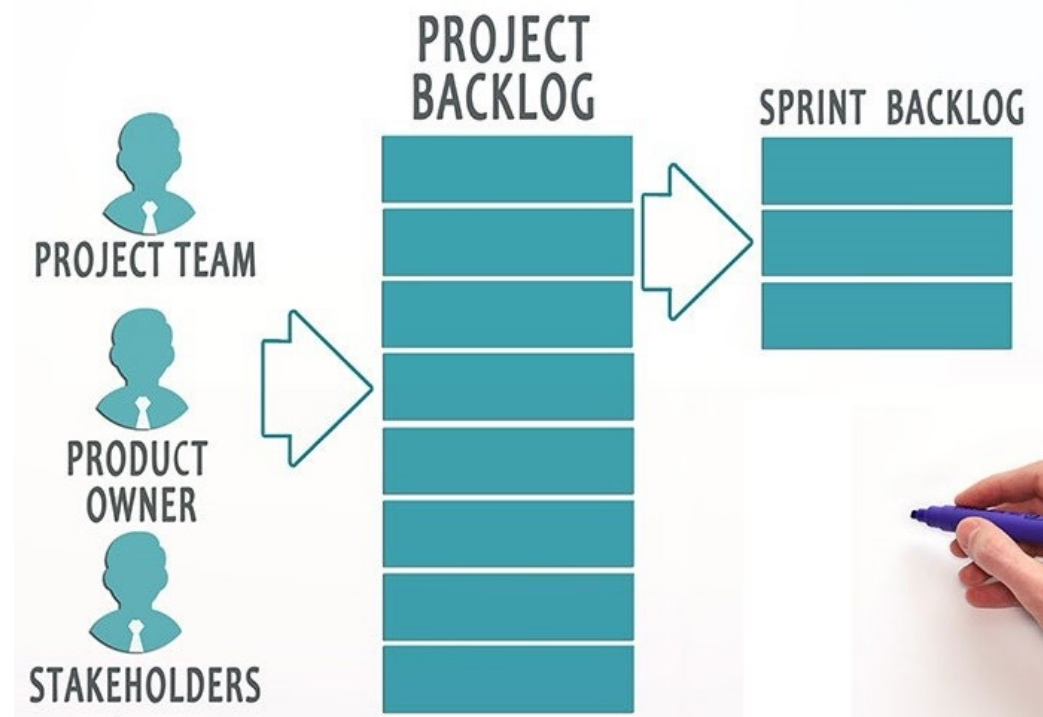 PROJECT
BACKLOG
SPRINT BACKLOG
PROJECT TEAM
PRODUCT
OWNER
STAKEHOLDERS